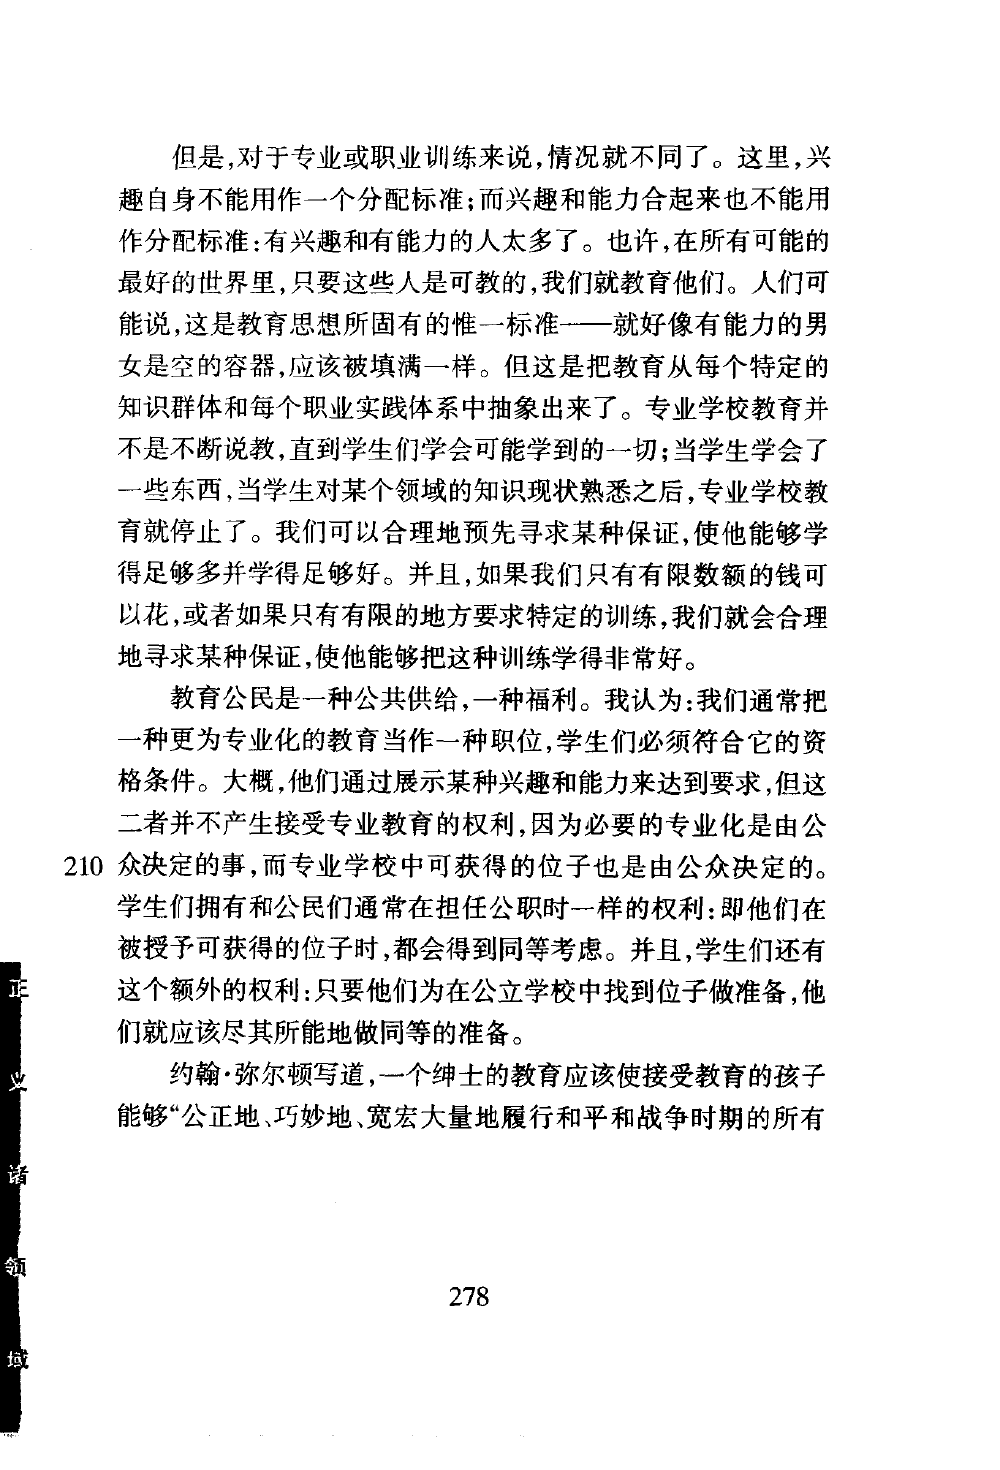 但是,对于专业或职业训练来说,情况就不同了。这里,兴
趣自身不能用作一个分配标准;而兴趣和能力合起来也不能用
作分配标准:有兴趣和有能力的人太多了。也许,在所有可能的
最好的世界里,只要这些人是可教的,我们就教育他们。人们可
能说,这是教育思想所固有的惟一标准——就好像有能力的男
女是空的容器,应该被填满一样。但这是把教育从每个特定的
知识群体和每个职业实践体系中抽象出来了。专业学校教育并
不是不断说教,直到学生们学会可能学到的一切;当学生学会了
一些东西,当学生对某个领域的知识现状熟悉之后,专业学校教
育就停止了。我们可以合理地预先寻求某种保证,使他能够学
得足够多并学得足够好。并且,如果我们只有有限数额的钱可
以花,或者如果只有有限的地方要求特定的训练,我们就会合理
地寻求某种保证,使他能够把这种训练学得非常好。
教育公民是一种公共供给,一种福利。我认为:我们通常把
一种更为专业化的教育当作一种职位,学生们必须符合它的资
格条件。大概,他们通过展示某种兴趣和能力来达到要求,但这
二者并不产生接受专业教育的权利,因为必要的专业化是由公
210 众决定的事,而专业学校中可获得的位子也是由公众决定的。
学生们拥有和公民们通常在担任公职时一样的权利:即他们在
被授予可获得的位子时,都会得到同等考虑。并且,学生们还有
这个额外的权利:只要他们为在公立学校中找到位子做准备,他
们就应该尽其所能地做同等的准备。
约翰·弥尔顿写道,一个绅士的教育应该使接受教育的孩子
能够“公正地、巧妙地、宽宏大量地履行和平和战争时期的所有
正义诸领域
278